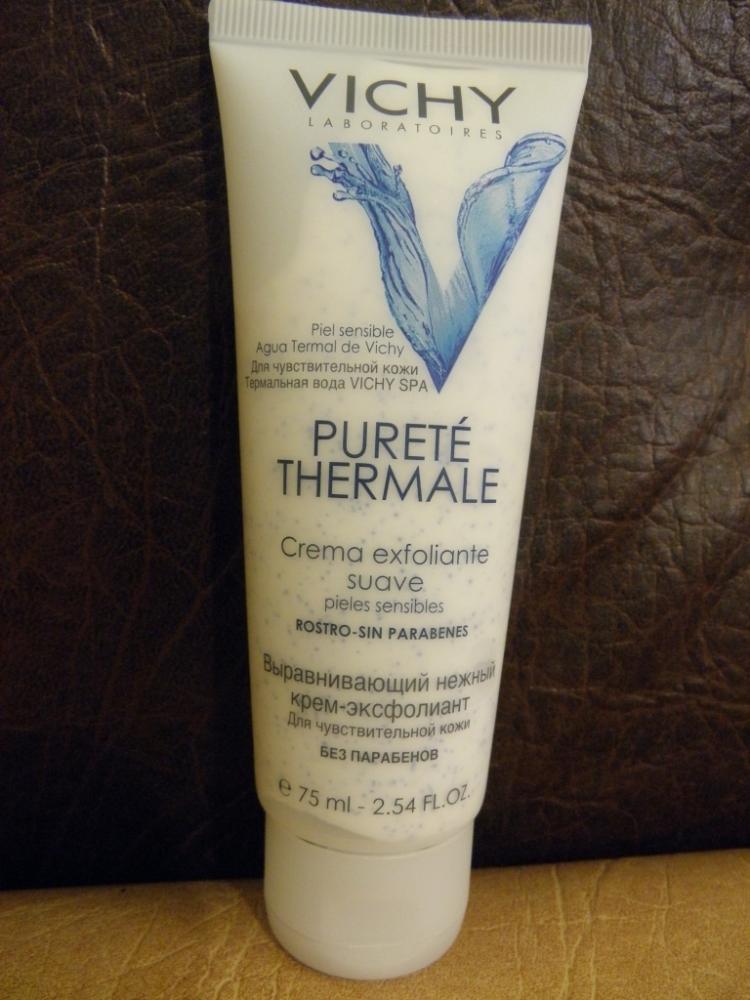 VICHY
LABORATOIRES
Piel sensible
Agua Termal de Vichy
Для чувствительной кожи
Термальная вода VICHY SPA
PURETÉ
THERMALE
Crema exfoliante
suave
pieles sensibles
ROSTRO-SIN PARABENES
Выравнивающий нежный
крем-эксфолиант
Для чувствительной кожи
БЕЗ ПАРАБЕНОВ
℮ 75 ml - 2.54 FL.OZ.